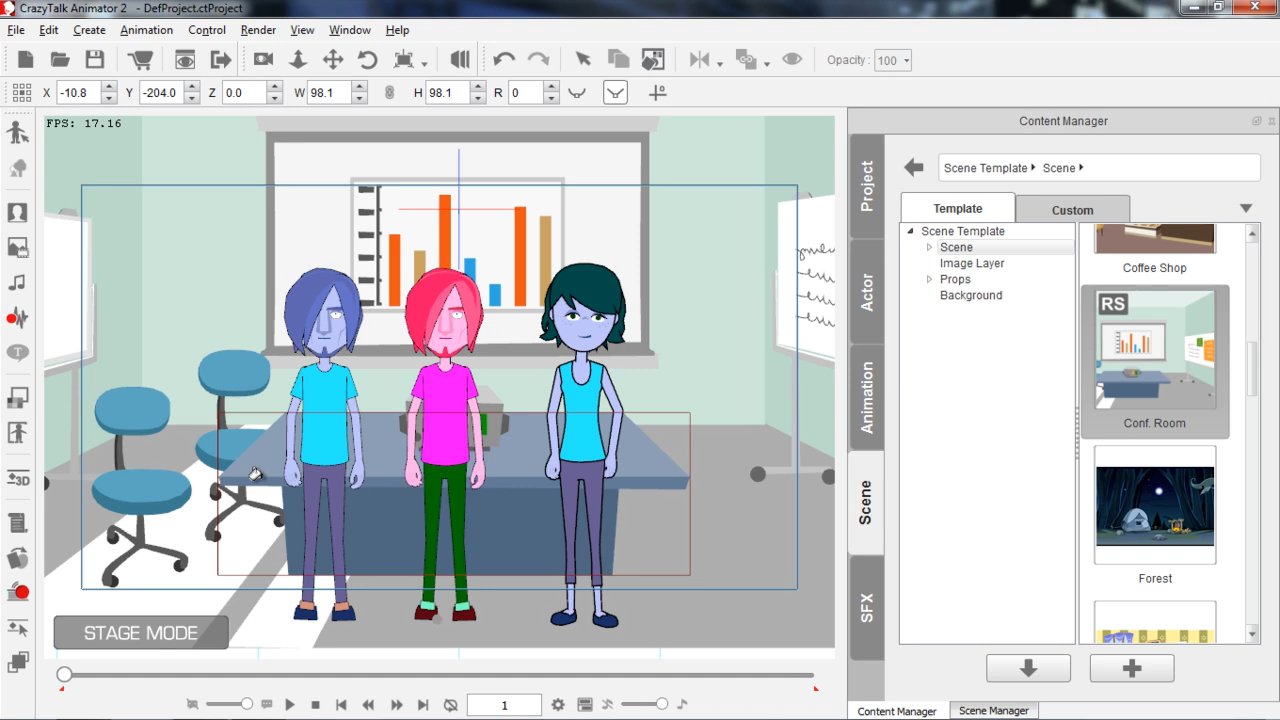 CrazyTalk Animator 2 - DefProject.ctProject
File Edit Create Animation Control Render View Window Help
Opacity : 100
X -10.8 Y -204.0 Z 0.0 W 98.1 H 98.1 R 0
FPS: 17.16
STAGE MODE
1
Content Manager
Scene Template Scene
Template Custom
Project
Actor
Animation
Scene
SFX
Scene Template
Scene
Image Layer
Props
Background
Coffee Shop
RS
Conf. Room
Forest
3D
T
Content Manager Scene Manager